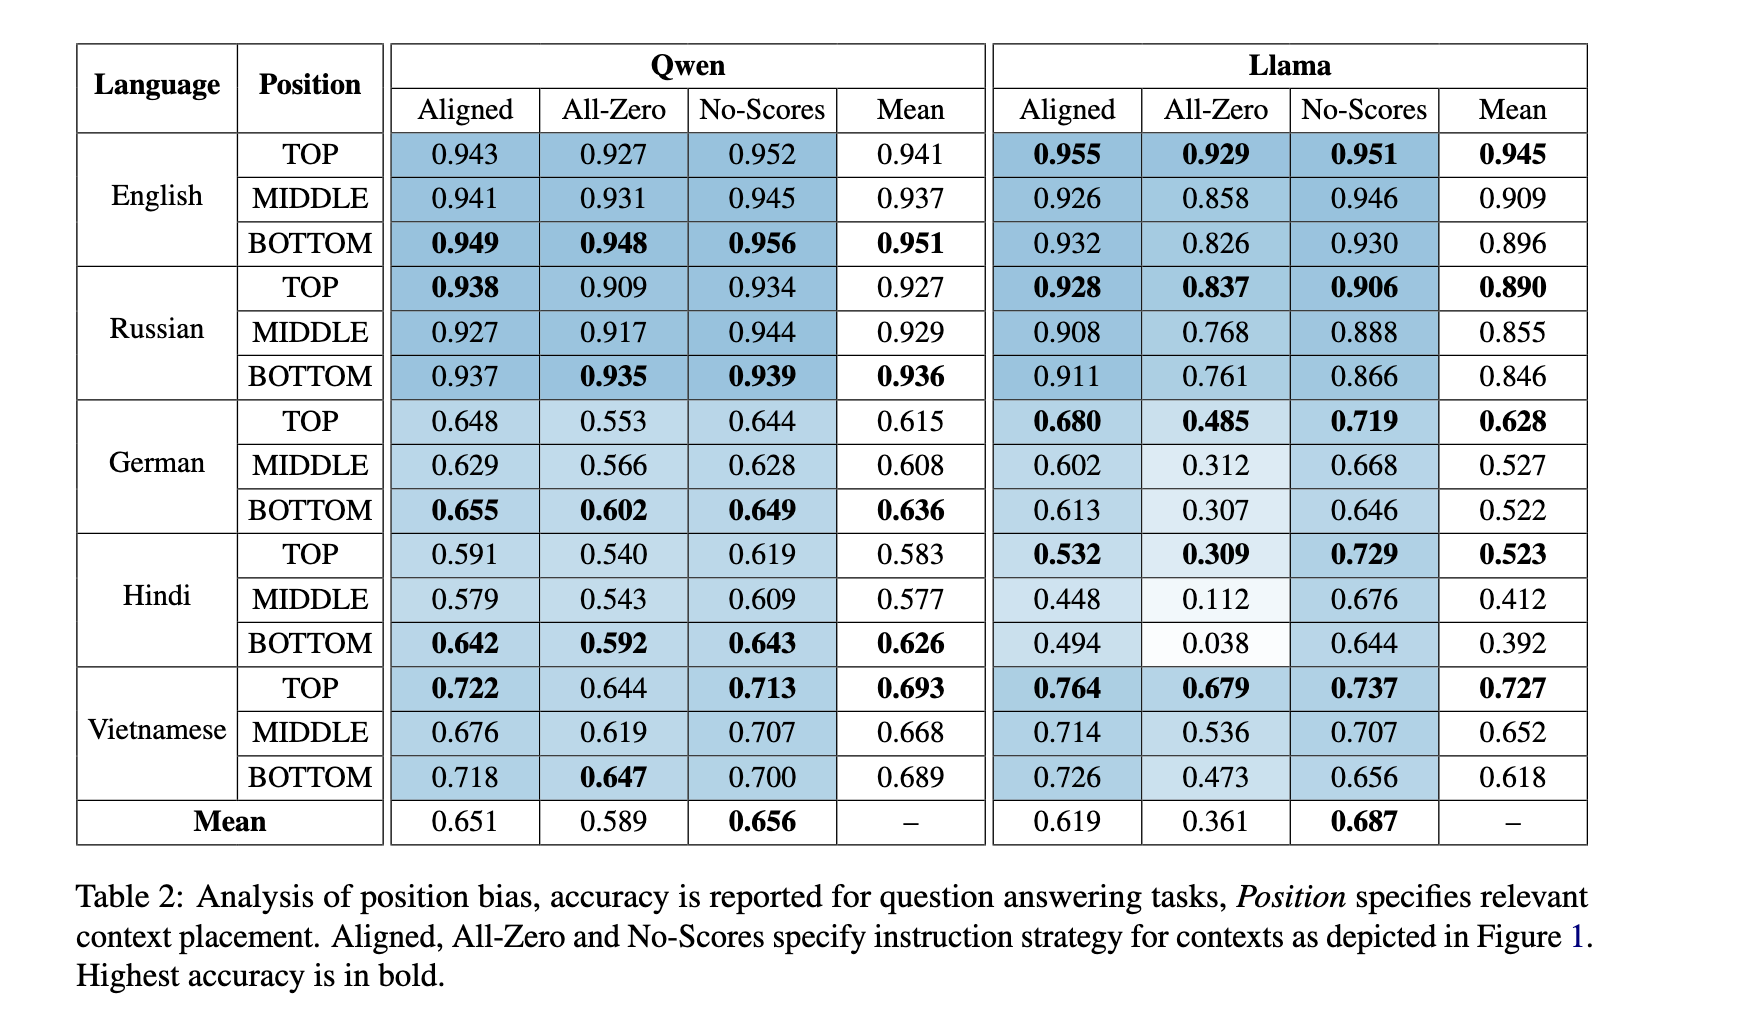 Language Position Qwen Llama
Aligned All-Zero No-Scores Mean Aligned All-Zero No-Scores Mean
English TOP 0.943 0.927 0.952 0.941 0.955 0.929 0.951 0.945
MIDDLE 0.941 0.931 0.945 0.937 0.926 0.858 0.946 0.909
BOTTOM 0.949 0.948 0.956 0.951 0.932 0.826 0.930 0.896
Russian TOP 0.938 0.909 0.934 0.927 0.928 0.837 0.906 0.890
MIDDLE 0.927 0.917 0.944 0.929 0.908 0.768 0.888 0.855
BOTTOM 0.937 0.935 0.939 0.936 0.911 0.761 0.866 0.846
German TOP 0.648 0.553 0.644 0.615 0.680 0.485 0.719 0.628
MIDDLE 0.629 0.566 0.628 0.608 0.602 0.312 0.668 0.527
BOTTOM 0.655 0.602 0.649 0.636 0.613 0.307 0.646 0.522
Hindi TOP 0.591 0.540 0.619 0.583 0.532 0.309 0.729 0.523
MIDDLE 0.579 0.543 0.609 0.577 0.448 0.112 0.676 0.412
BOTTOM 0.642 0.592 0.643 0.626 0.494 0.038 0.644 0.392
Vietnamese TOP 0.722 0.644 0.713 0.693 0.764 0.679 0.737 0.727
MIDDLE 0.676 0.619 0.707 0.668 0.714 0.536 0.707 0.652
BOTTOM 0.718 0.647 0.700 0.689 0.726 0.473 0.656 0.618
Mean 0.651 0.589 0.656 – 0.619 0.361 0.687 –
Table 2: Analysis of position bias, accuracy is reported for question answering tasks, Position specifies relevant
context placement. Aligned, All-Zero and No-Scores specify instruction strategy for contexts as depicted in Figure 1.
Highest accuracy is in bold.